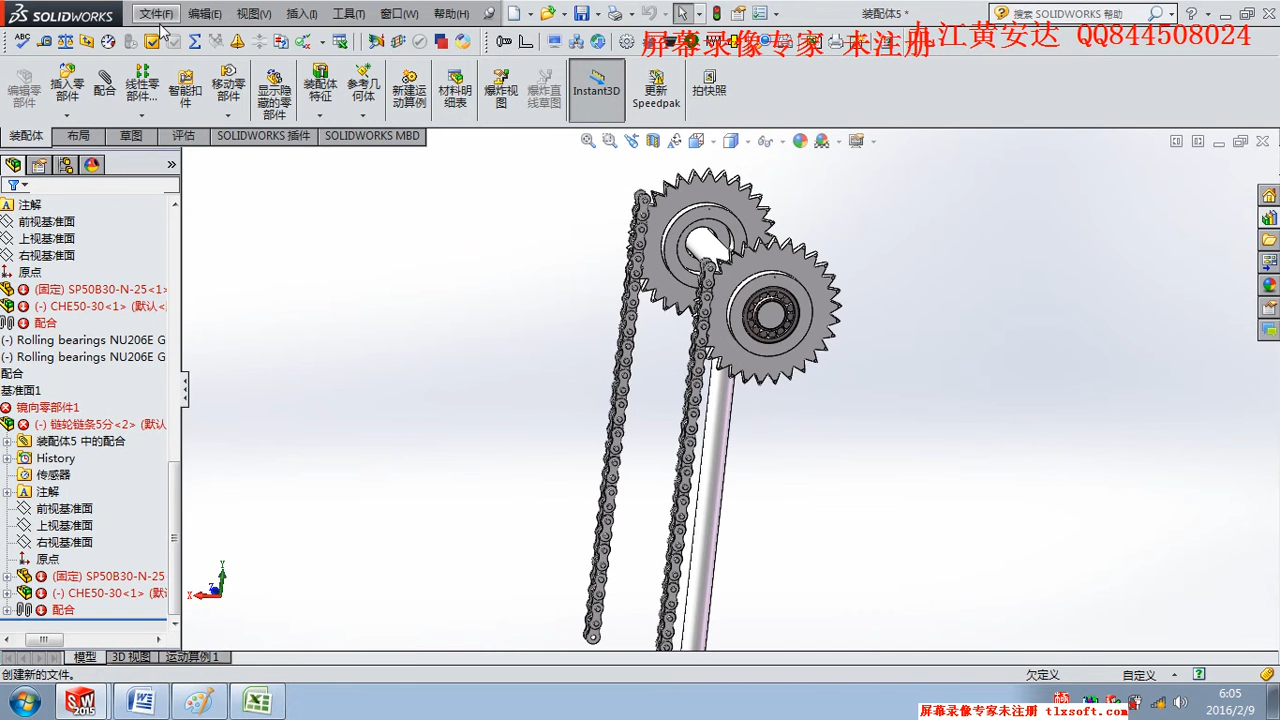 SOLIDWORKS
文件(F) 编辑(E) 视图(V) 插入(I) 工具(T) 窗口(W) 帮助(H)
装配体5 *
搜索 SOLIDWORKS 帮助
屏幕录像专家 未注册
九江黄安达 QQ844508024
编辑零部件
插入零部件
配合
线性零部件...
智能扣件
移动零部件
显示隐藏的零部件
装配体特征
参考几何体
新建运动算例
材料明细表
爆炸视图
爆炸直线草图
Instant3D
更新 Speedpak
拍快照
装配体 布局 草图 评估 SOLIDWORKS 插件 SOLIDWORKS MBD
注解
前视基准面
上视基准面
右视基准面
原点
(固定) SP50B30-N-25<1>
(-) CHE50-30<1> (默认<
配合
(-) Rolling bearings NU206E G
(-) Rolling bearings NU206E G
配合
基准面1
镜向零部件1
(-) 链轮链条5分<2> (默认
装配体5 中的配合
History
传感器
注解
前视基准面
上视基准面
右视基准面
原点
(固定) SP50B30-N-25
(-) CHE50-30<1> (默
配合
Y
X
Z
模型 3D 视图 运动算例1
创建新的文件。
欠定义
自定义
SW 2015
6:05
2016/2/9
屏幕录像专家未注册 tlxsoft.com